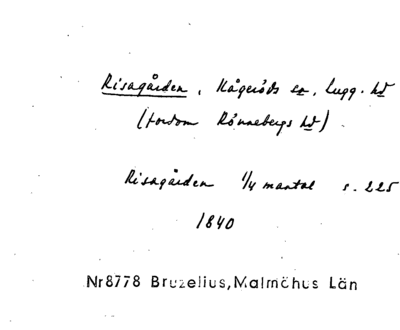 Risagården, Kågeröds sn, Lugg. hd
(fordom Rönnebergs hd).
Risagården 1/4 mantal s. 225
1840
Nr8778 Bruzelius, Malmöhus Län